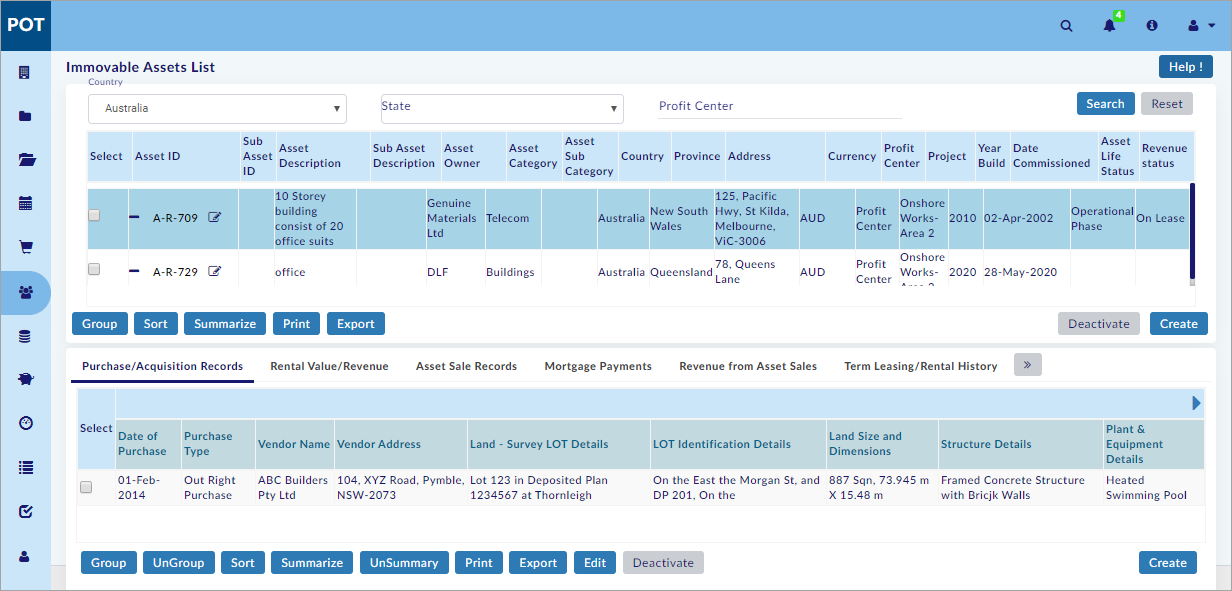 POT
4
Immovable Assets List
Help !
Country
Australia
State
Profit Center
Search
Reset
Select
Asset ID
Sub Asset ID
Asset Description
Sub Asset Description
Asset Owner
Asset Category
Asset Sub Category
Country
Province
Address
Currency
Profit Center
Project
Year Build
Date Commissioned
Asset Life Status
Revenue status
A-R-709
10 Storey building consist of 20 office suits
Genuine Materials Ltd
Telecom
Australia
New South Wales
125, Pacific Hwy, St Kilda, Melbourne, ViC-3006
AUD
Profit Center
Onshore Works- Area 2
2010
02-Apr-2002
Operational Phase
On Lease
A-R-729
office
DLF
Buildings
Australia
Queensland
78, Queens Lane
AUD
Profit Center
Onshore Works- Area 2
2020
28-May-2020
Group
Sort
Summarize
Print
Export
Deactivate
Create
Purchase/Acquisition Records
Rental Value/Revenue
Asset Sale Records
Mortgage Payments
Revenue from Asset Sales
Term Leasing/Rental History
»
Select
Date of Purchase
Purchase Type
Vendor Name
Vendor Address
Land - Survey LOT Details
LOT Identification Details
Land Size and Dimensions
Structure Details
Plant & Equipment Details
01-Feb-2014
Out Right Purchase
ABC Builders Pty Ltd
104, XYZ Road, Pymble, NSW-2073
Lot 123 in Deposited Plan 1234567 at Thornleigh
On the East the Morgan St, and DP 201, On the
887 Sqn, 73.945 m X 15.48 m
Framed Concrete Structure with Bricjk Walls
Heated Swimming Pool
Group
UnGroup
Sort
Summarize
UnSummary
Print
Export
Edit
Deactivate
Create